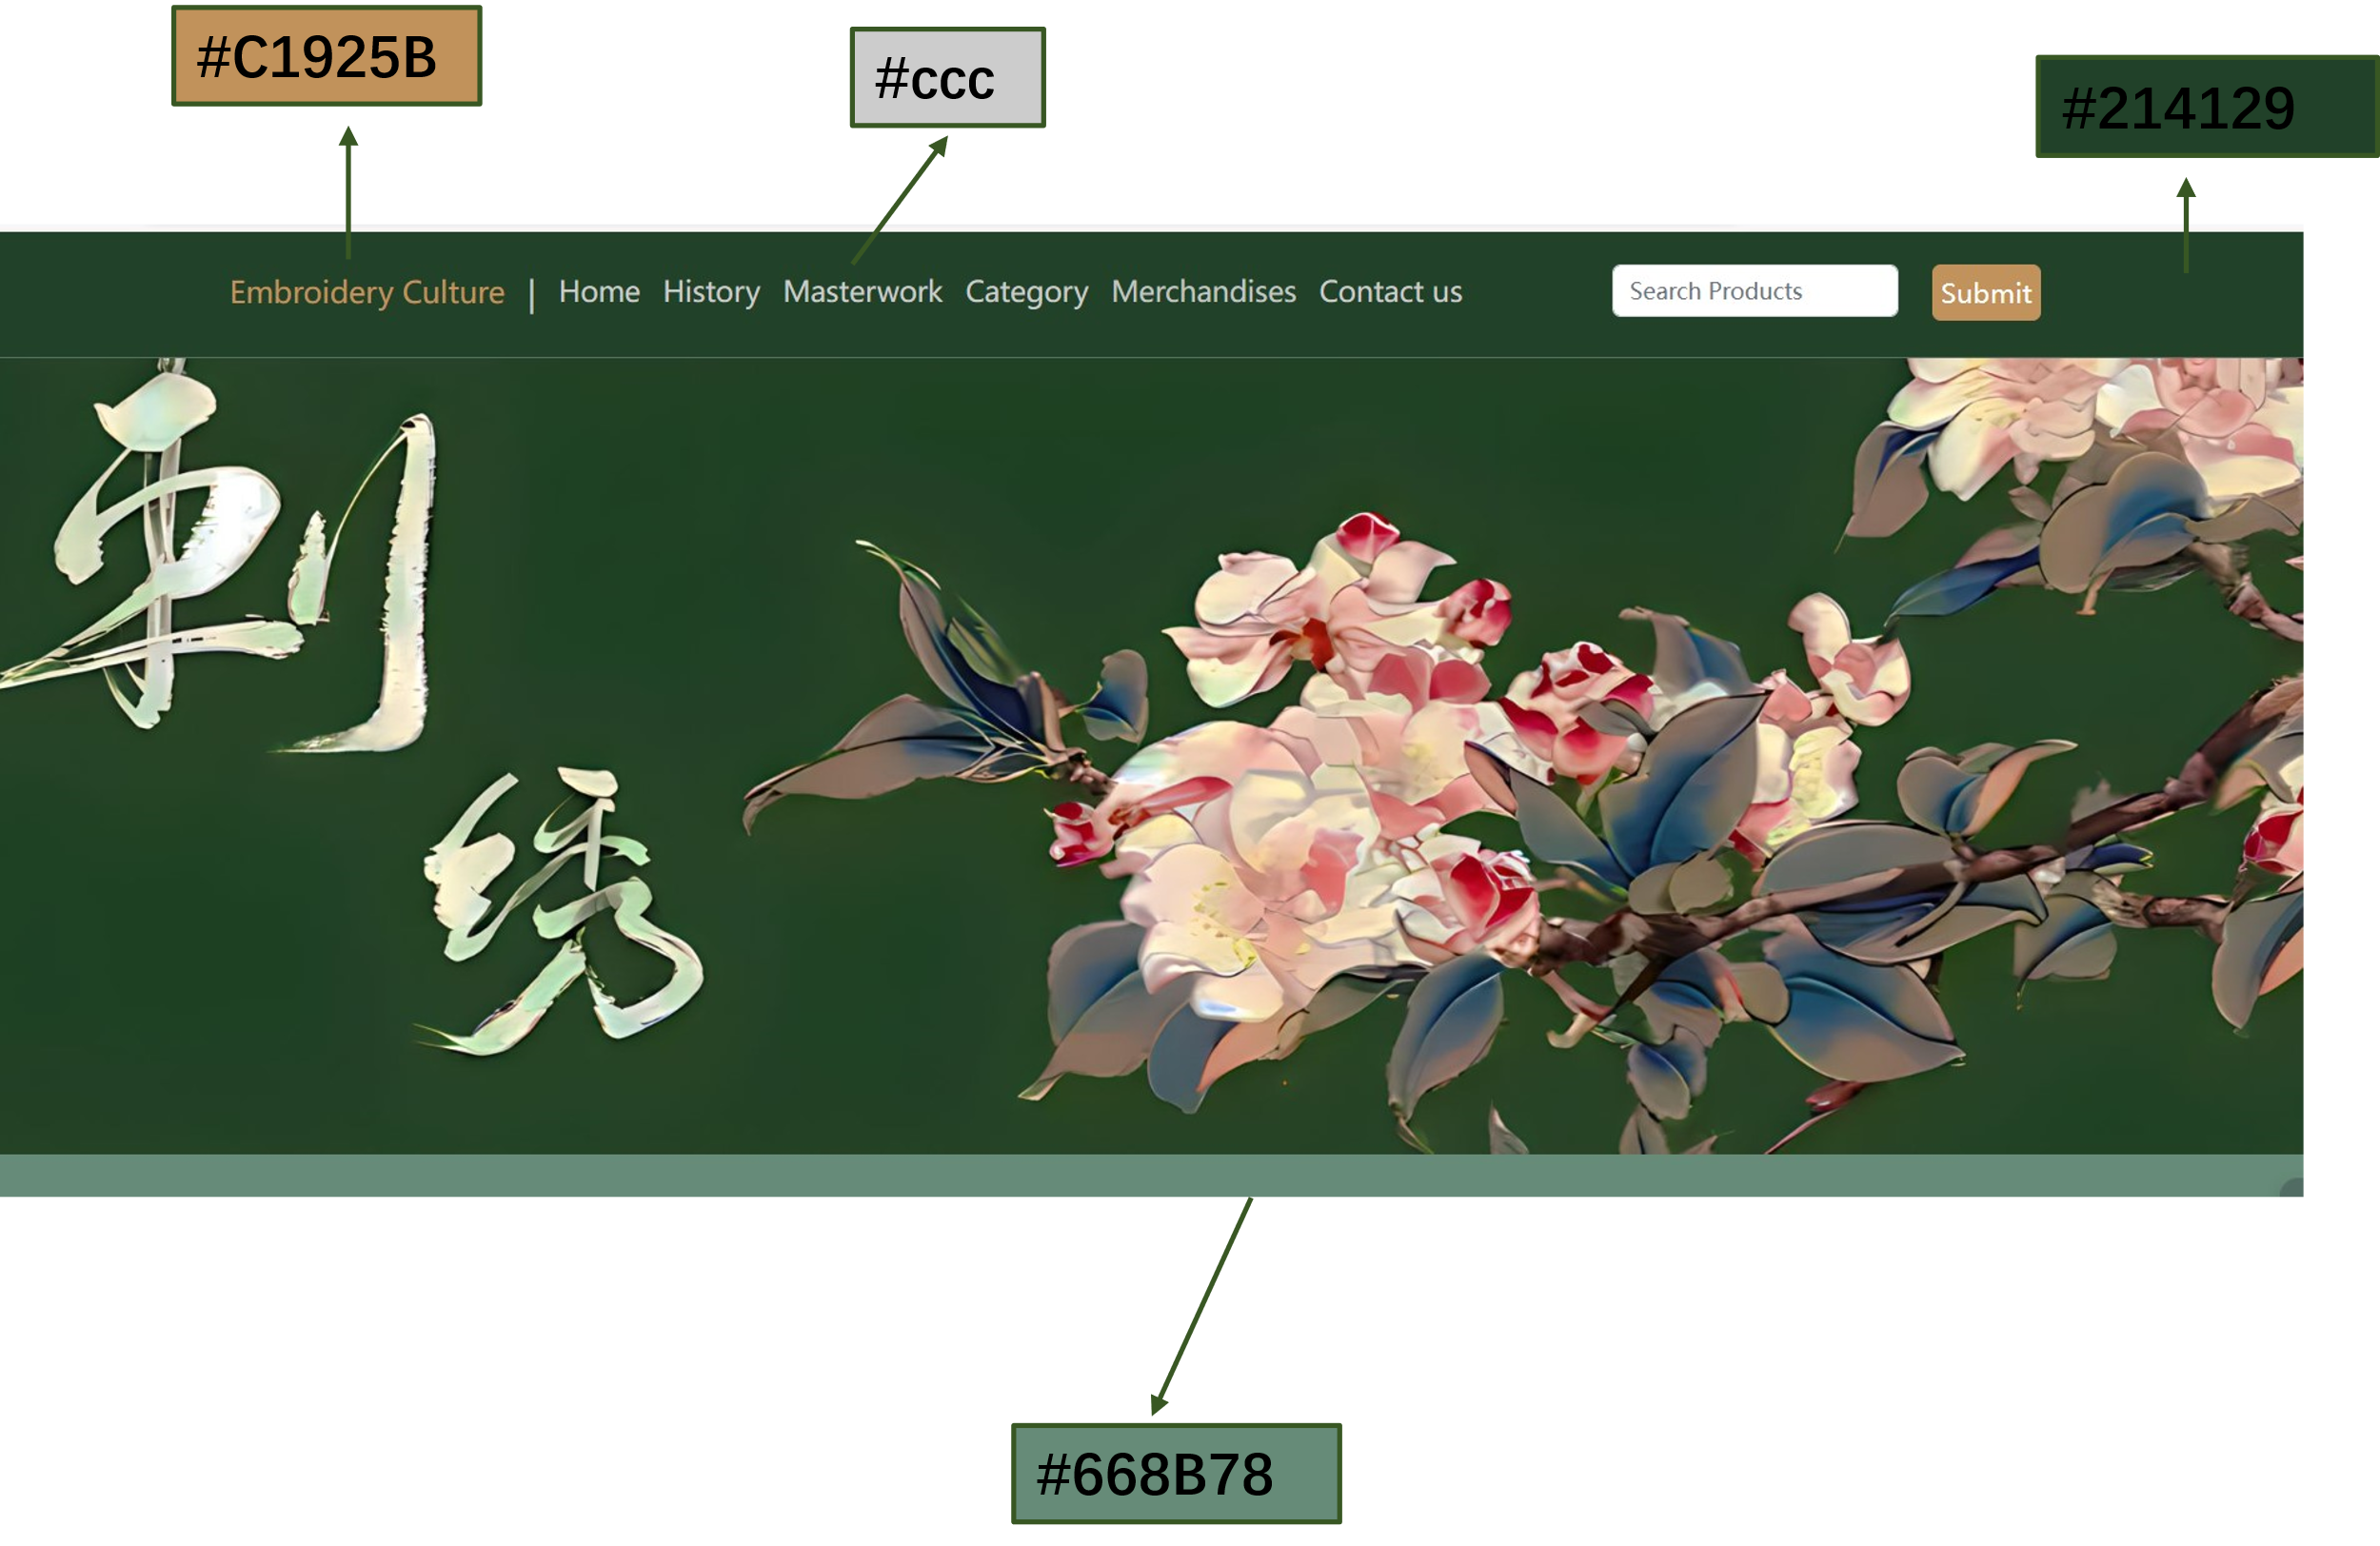 #C1925B
#ccc
#214129
Embroidery Culture | Home History Masterwork Category Merchandises Contact us Search Products Submit
刺
绣
#668B78